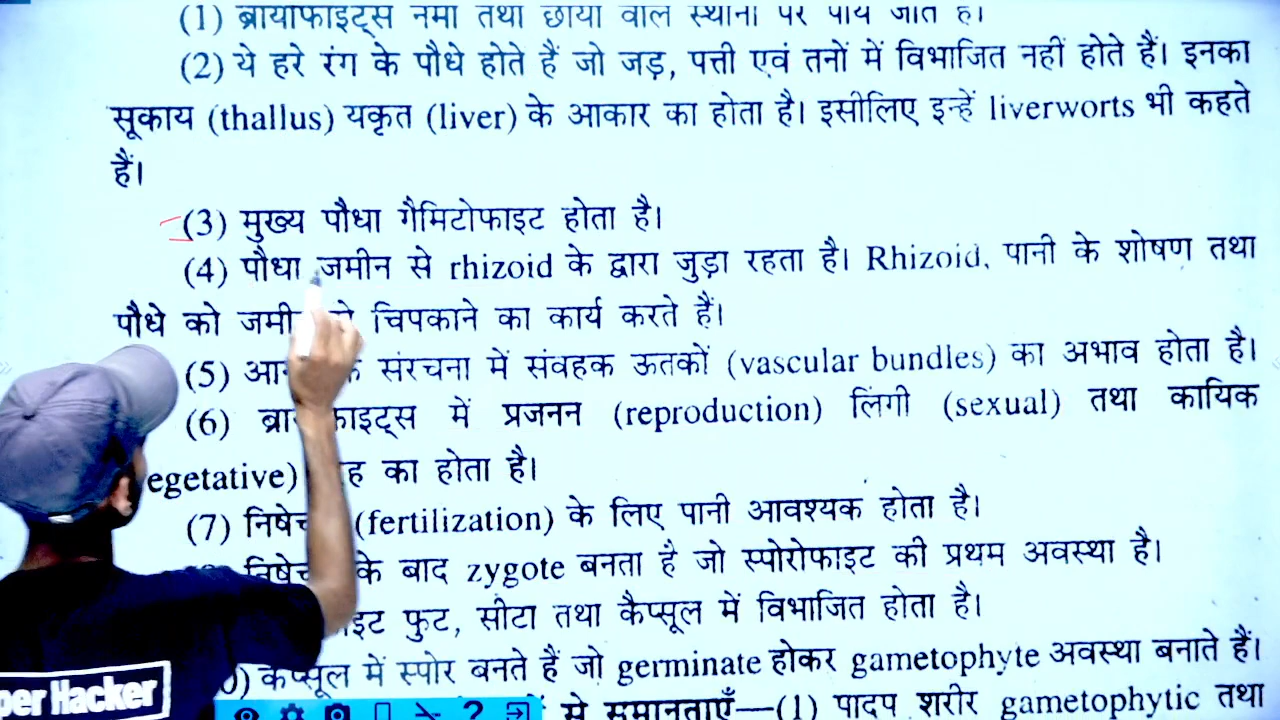 (1) ब्रायोफाइट्स नमी तथा छाया वाले स्थानों पर पाये जाते हैं।
(2) ये हरे रंग के पौधे होते हैं जो जड़, पत्ती एवं तनों में विभाजित नहीं होते हैं। इनका
सूकाय (thallus) यकृत (liver) के आकार का होता है। इसीलिए इन्हें liverworts भी कहते
हैं।
(3) मुख्य पौधा गैमिटोफाइट होता है।
(4) पौधा जमीन से rhizoid के द्वारा जुड़ा रहता है। Rhizoid, पानी के शोषण तथा
पौधे को चिपकाने का कार्य करते हैं।
(5) संरचना में संवहक ऊतकों (vascular bundles) का अभाव होता है।
(6) में प्रजनन (reproduction) लिंगी (sexual) तथा कायिक
egetative) का होता है।
(7) (fertilization) के लिए पानी आवश्यक होता है।
के बाद zygote बनता है जो स्पोरोफाइट की प्रथम अवस्था है।
फुट, सीटा तथा कैप्सूल में विभाजित होता है।
0) कैप्सूल में स्पोर बनते हैं जो germinate होकर gametophyte अवस्था बनाते हैं।
में समानताएँ—(1) पादप शरीर gametophytic तथा
per Hacker